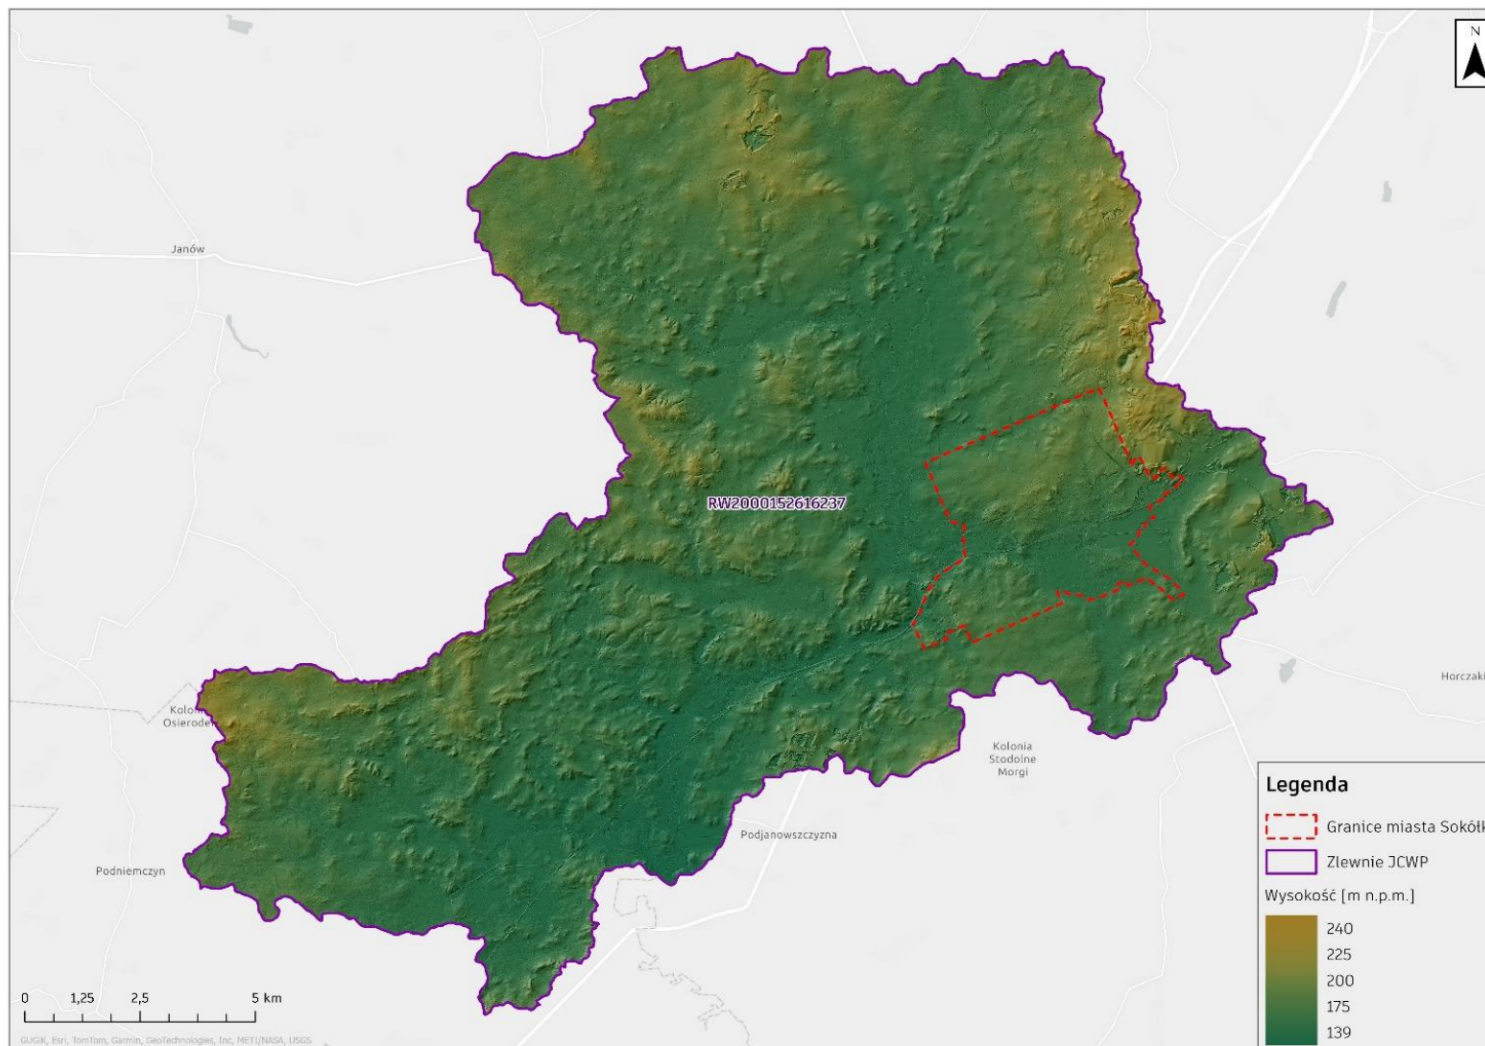 N
Janów
RW2000152616237
Horczaki
Kolonia
Osieroder
Kolonia
Stodolne
Morgi
Podjanowszczyzna
Podniemczyn
Legenda
Granice miasta Sokółk
Zlewnie JCWP
Wysokość [m n.p.m.]
240
225
200
175
139
0 1,25 2,5 5 km
GUGiK, Esri, TomTom, Garmin, GeoTechnologies, Inc, METI/NASA, USGS